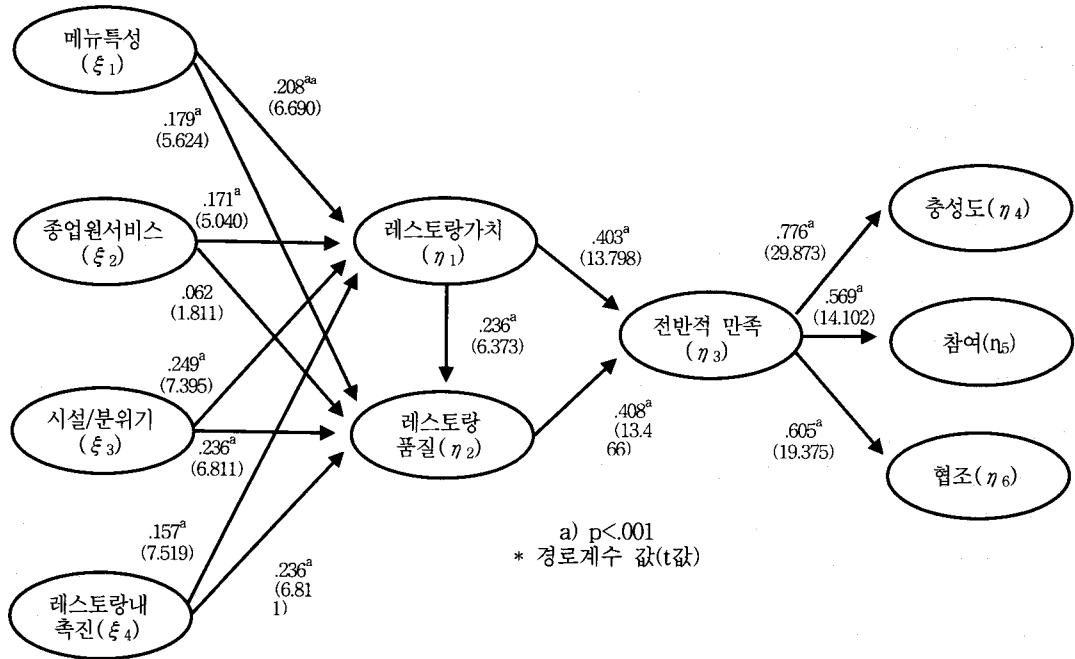 메뉴특성
(ξ1)
.208aa
(6.690)
.179a
(5.624)
종업원서비스
(ξ2)
.171a
(5.040)
.062
(1.811)
레스토랑가치
(η1)
.403a
(13.798)
.236a
(6.373)
시설/분위기
(ξ3)
.249a
(7.395)
.236a
(6.811)
레스토랑
품질(η2)
.408a
(13.4
66)
레스토랑내
촉진(ξ4)
.157a
(7.519)
.236a
(6.81
1)
전반적 만족
(η3)
.776a
(29.873)
.569a
(14.102)
.605a
(19.375)
충성도(η4)
참여(η5)
협조(η6)
a) p<.001
* 경로계수 값(t값)